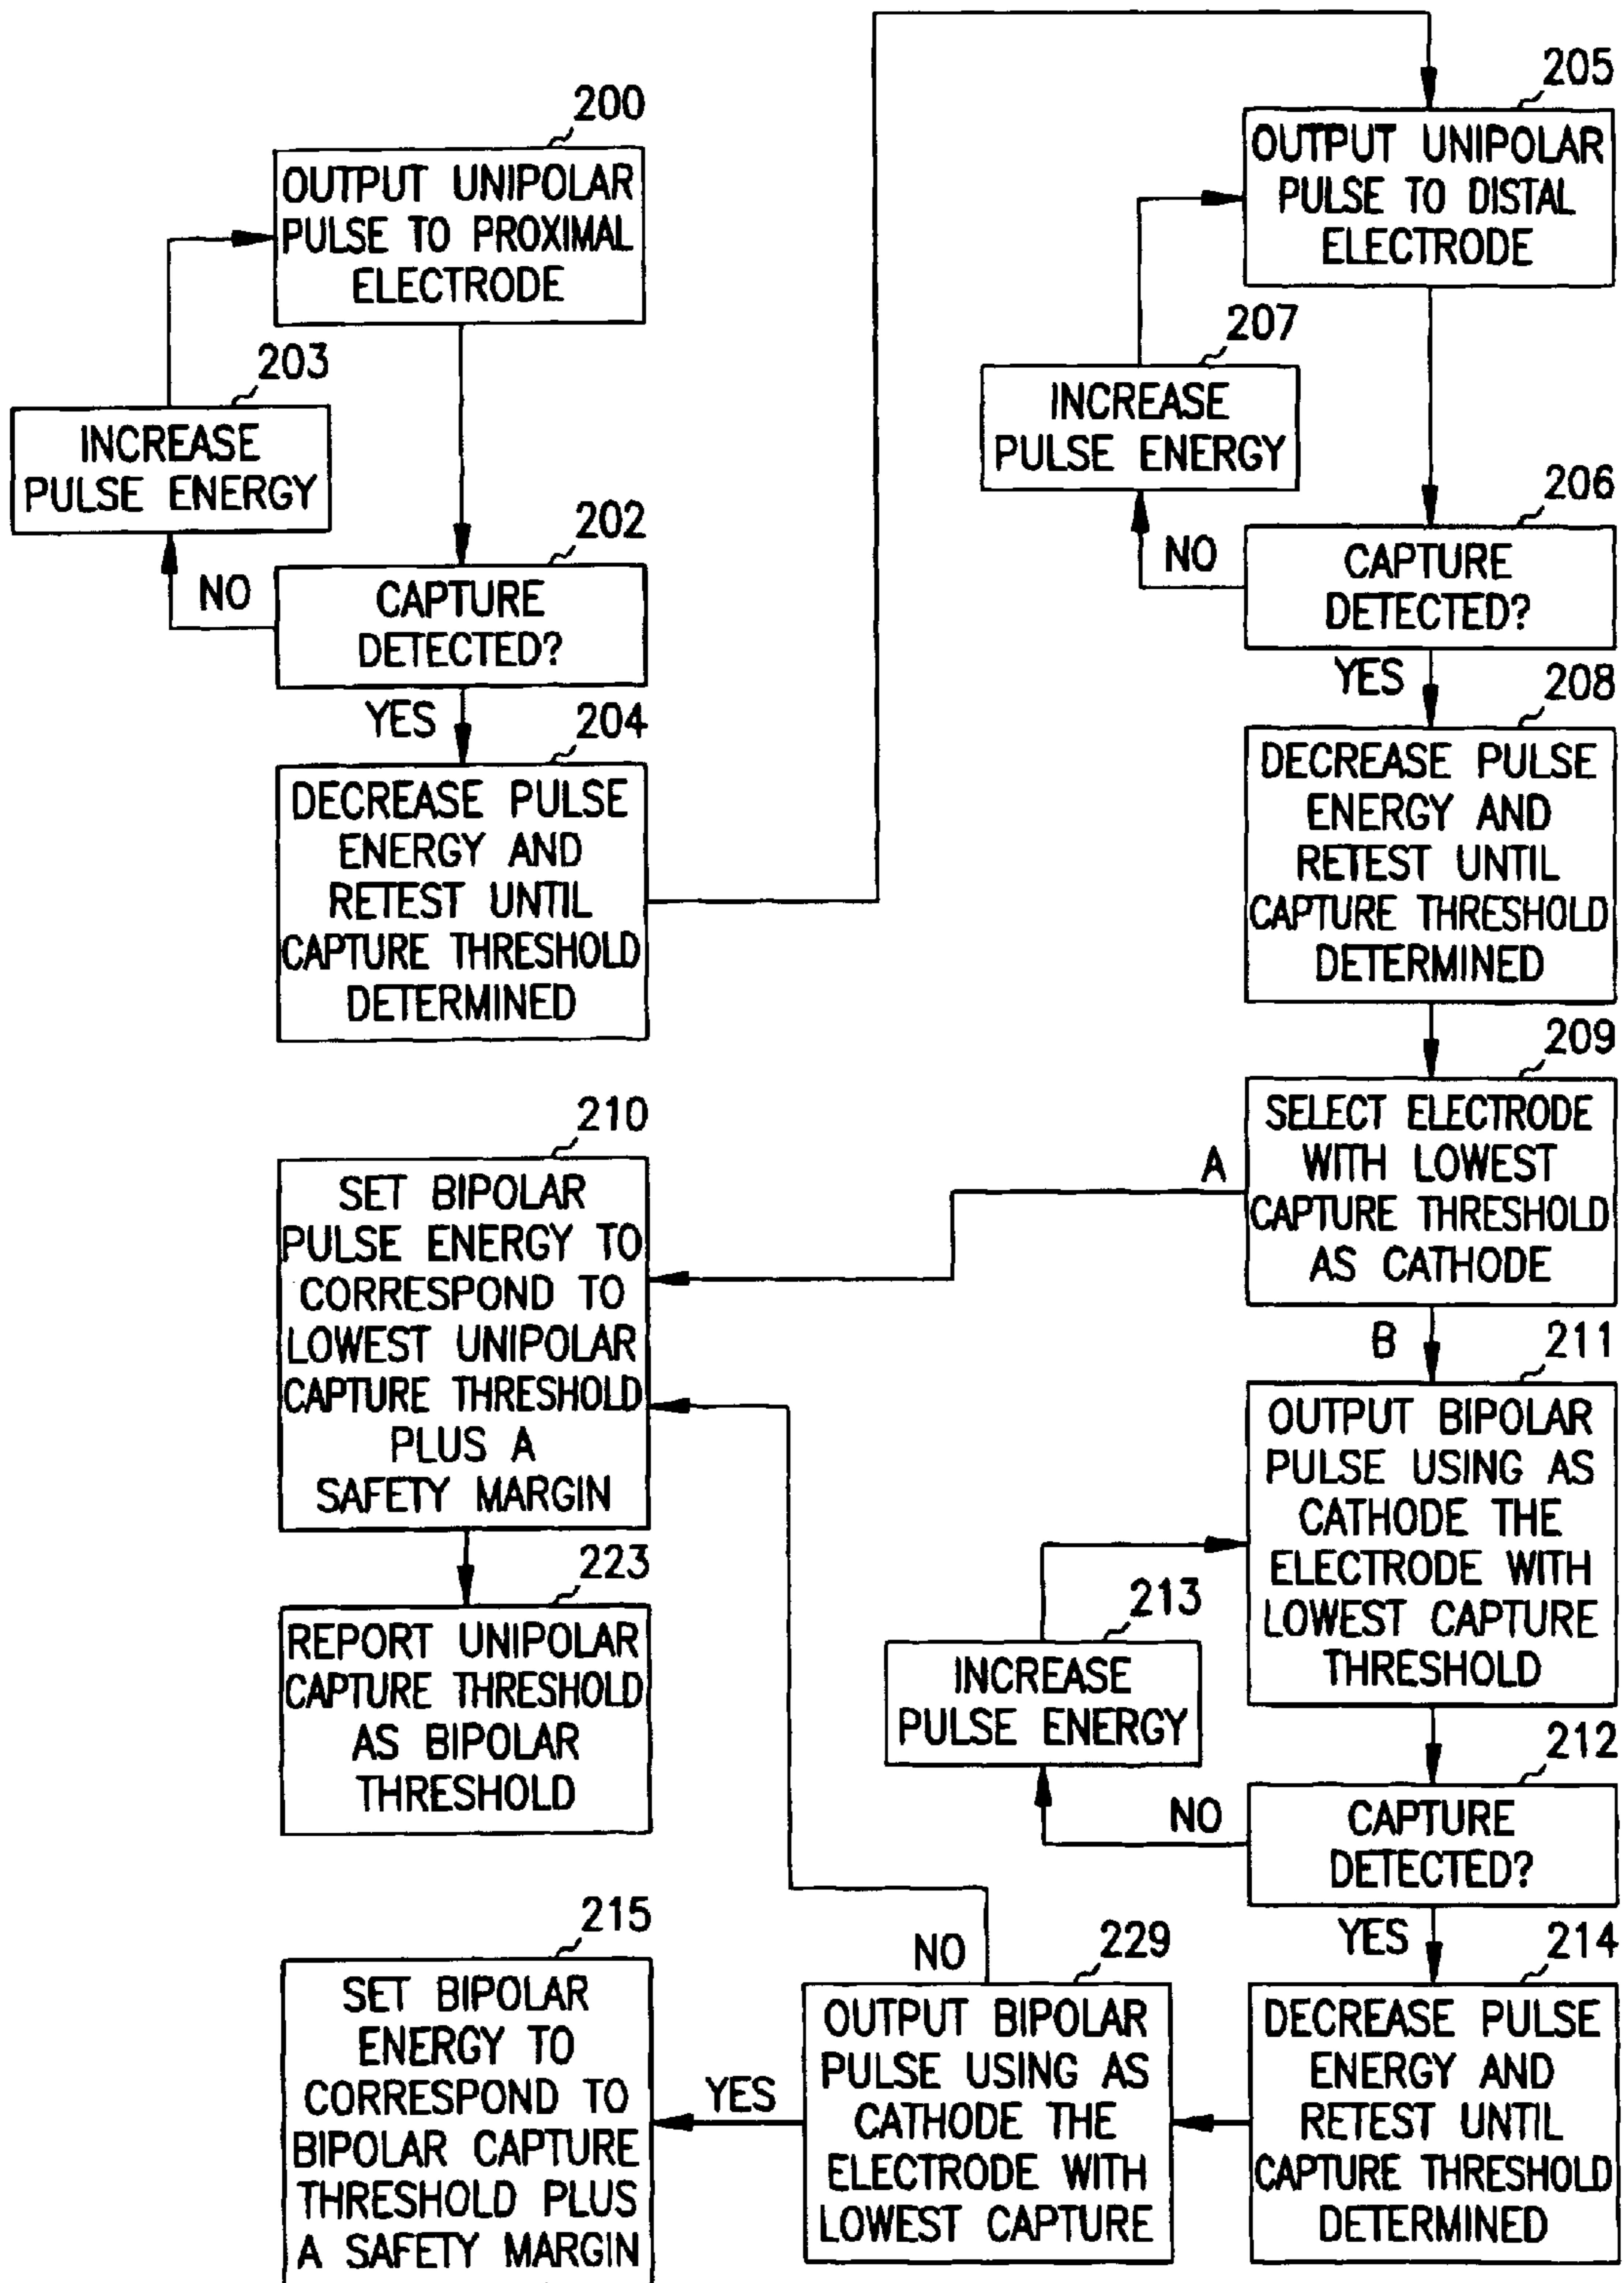 200
OUTPUT UNIPOLAR
PULSE TO PROXIMAL
ELECTRODE
203
INCREASE
PULSE ENERGY
202
NO
CAPTURE
DETECTED?
YES
204
DECREASE PULSE
ENERGY AND
RETEST UNTIL
CAPTURE THRESHOLD
DETERMINED
205
OUTPUT UNIPOLAR
PULSE TO DISTAL
ELECTRODE
207
INCREASE
PULSE ENERGY
206
NO
CAPTURE
DETECTED?
YES
208
DECREASE PULSE
ENERGY AND
RETEST UNTIL
CAPTURE THRESHOLD
DETERMINED
209
SELECT ELECTRODE
WITH LOWEST
CAPTURE THRESHOLD
AS CATHODE
A
210
SET BIPOLAR
PULSE ENERGY TO
CORRESPOND TO
LOWEST UNIPOLAR
CAPTURE THRESHOLD
PLUS A
SAFETY MARGIN
223
REPORT UNIPOLAR
CAPTURE THRESHOLD
AS BIPOLAR
THRESHOLD
B
211
OUTPUT BIPOLAR
PULSE USING AS
CATHODE THE
ELECTRODE WITH
LOWEST CAPTURE
THRESHOLD
213
INCREASE
PULSE ENERGY
212
NO
CAPTURE
DETECTED?
YES
214
DECREASE PULSE
ENERGY AND
RETEST UNTIL
CAPTURE THRESHOLD
DETERMINED
229
NO
OUTPUT BIPOLAR
PULSE USING AS
CATHODE THE
ELECTRODE WITH
LOWEST CAPTURE
YES
215
SET BIPOLAR
ENERGY TO
CORRESPOND TO
BIPOLAR CAPTURE
THRESHOLD PLUS
A SAFETY MARGIN